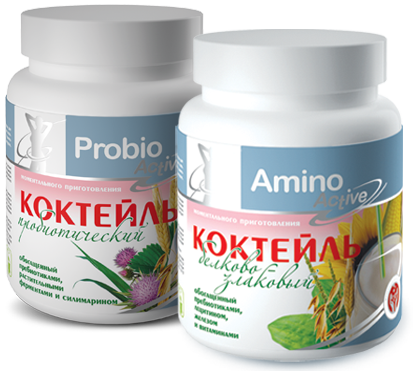 Probio
Active
моментального приготовления
КОКТЕЙЛЬ
пробиотический
обогащенный
пребиотиками,
растительными
ферментами и силимарином
Amino
Active
моментального приготовления
КОКТЕЙЛЬ
белково
злаковый
обогащенный
пребиотиками,
лецитином,
железом
и витаминами